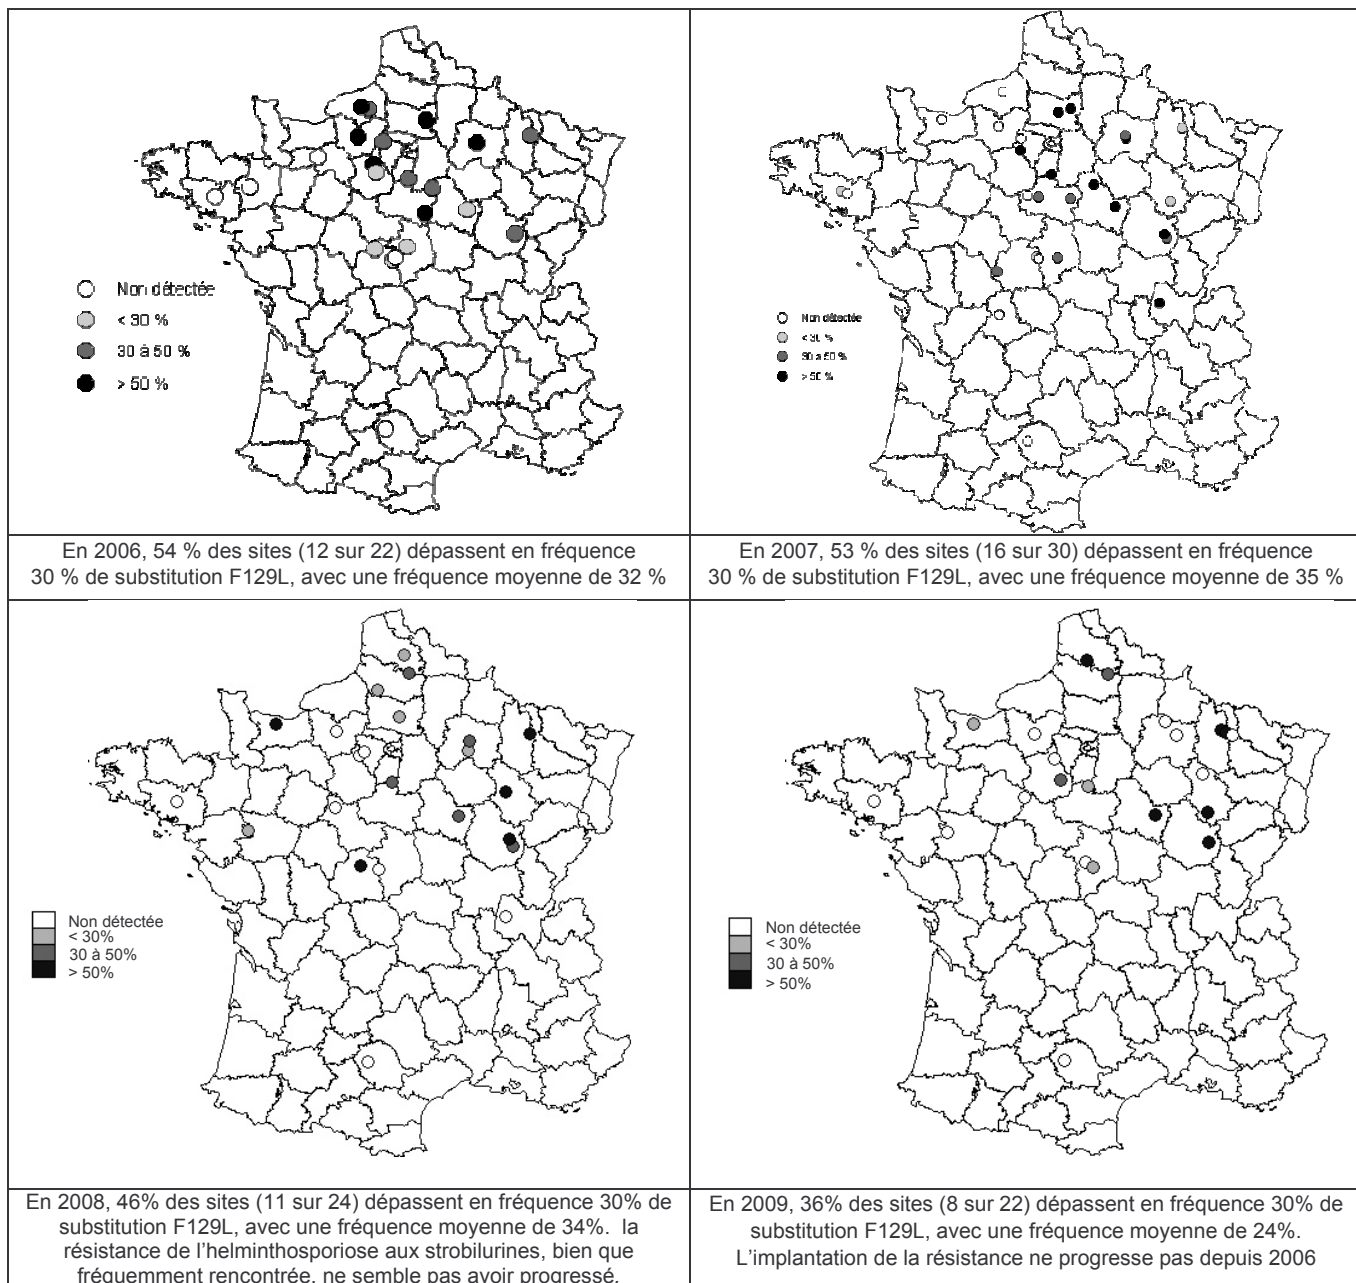 Non détectée
< 30 %
30 à 50 %
> 50 %
Non détectée
< 30 %
30 à 50 %
> 50 %
En 2006, 54 % des sites (12 sur 22) dépassent en fréquence
30 % de substitution F129L, avec une fréquence moyenne de 32 %
En 2007, 53 % des sites (16 sur 30) dépassent en fréquence
30 % de substitution F129L, avec une fréquence moyenne de 35 %
Non détectée
< 30%
30 à 50%
> 50%
Non détectée
< 30%
30 à 50%
> 50%
En 2008, 46% des sites (11 sur 24) dépassent en fréquence 30% de
substitution F129L, avec une fréquence moyenne de 34%. la
résistance de l'helminthosporiose aux strobilurines, bien que
fréquemment rencontrée, ne semble pas avoir progressé.
En 2009, 36% des sites (8 sur 22) dépassent en fréquence 30% de
substitution F129L, avec une fréquence moyenne de 24%.
L'implantation de la résistance ne progresse pas depuis 2006